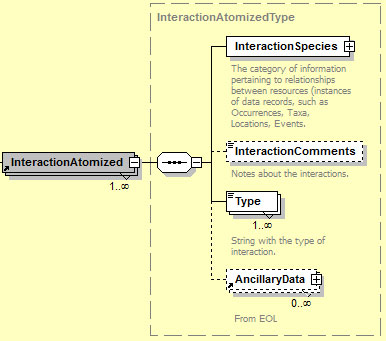 InteractionAtomizedType
InteractionSpecies
The category of information
pertaining to relationships
between resources (instances
of data records, such as
Occurrences, Taxa,
Locations, Events.
InteractionAtomized
1..∞
InteractionComments
Notes about the interactions.
Type
1..∞
String with the type of
interaction.
AncillaryData
0..∞
From EOL